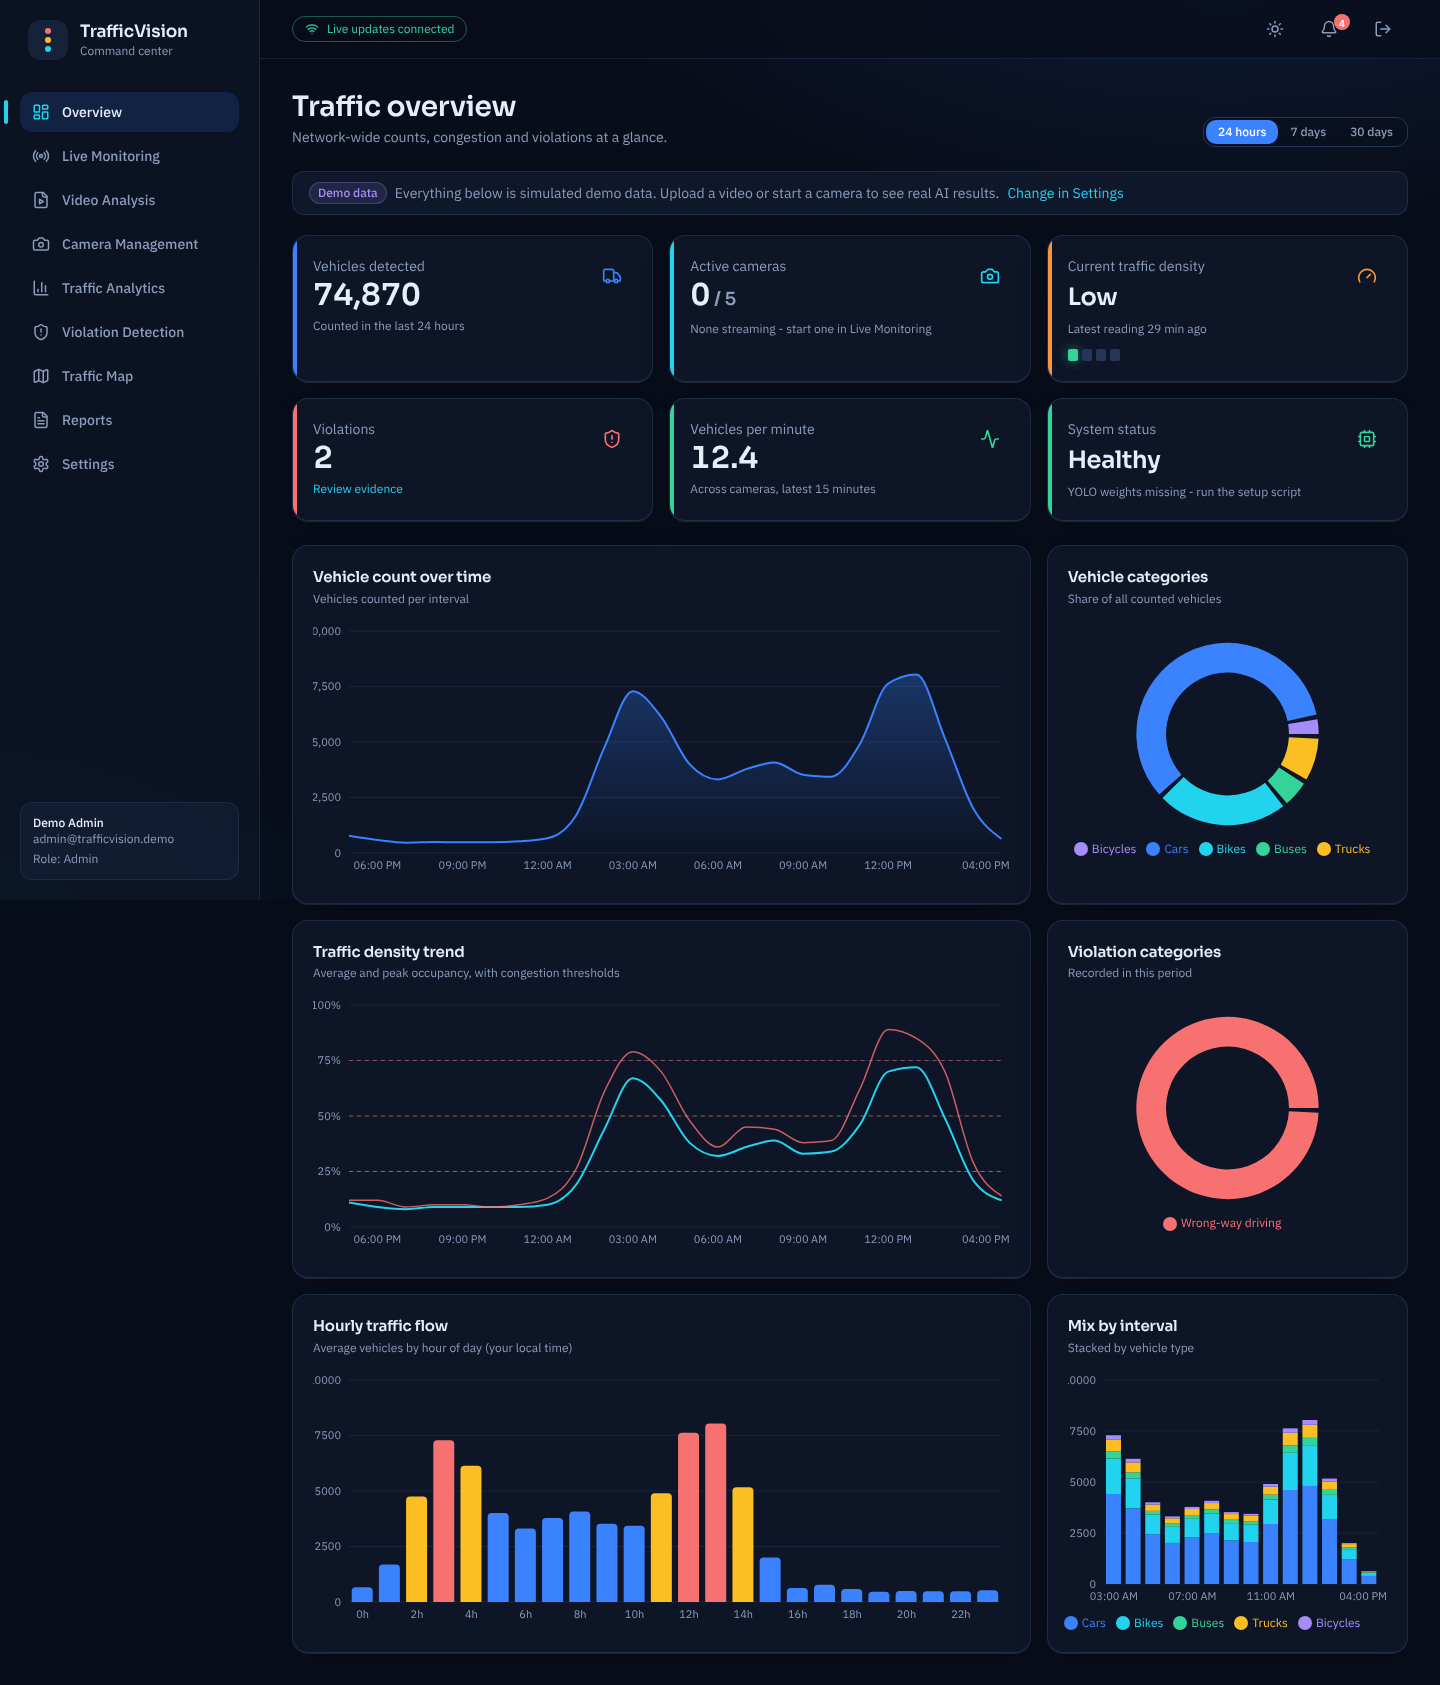 TrafficVision
Command center
Live updates connected
4
Overview
Live Monitoring
Video Analysis
Camera Management
Traffic Analytics
Violation Detection
Traffic Map
Reports
Settings
Demo Admin
admin@trafficvision.demo
Role: Admin
Traffic overview
Network-wide counts, congestion and violations at a glance.
24 hours 7 days 30 days
Demo data Everything below is simulated demo data. Upload a video or start a camera to see real AI results. Change in Settings
Vehicles detected
74,870
Counted in the last 24 hours
Active cameras
0 / 5
None streaming - start one in Live Monitoring
Current traffic density
Low
Latest reading 29 min ago
Violations
2
Review evidence
Vehicles per minute
12.4
Across cameras, latest 15 minutes
System status
Healthy
YOLO weights missing - run the setup script
Vehicle count over time
Vehicles counted per interval
0,000
7,500
5,000
2,500
0
06:00 PM 09:00 PM 12:00 AM 03:00 AM 06:00 AM 09:00 AM 12:00 PM 04:00 PM
Vehicle categories
Share of all counted vehicles
Bicycles Cars Bikes Buses Trucks
Traffic density trend
Average and peak occupancy, with congestion thresholds
100%
75%
50%
25%
0%
06:00 PM 09:00 PM 12:00 AM 03:00 AM 06:00 AM 09:00 AM 12:00 PM 04:00 PM
Violation categories
Recorded in this period
Wrong-way driving
Hourly traffic flow
Average vehicles by hour of day (your local time)
0000
7500
5000
2500
0
0h 2h 4h 6h 8h 10h 12h 14h 16h 18h 20h 22h
Mix by interval
Stacked by vehicle type
0000
7500
5000
2500
0
03:00 AM 07:00 AM 11:00 AM 04:00 PM
Cars Bikes Buses Trucks Bicycles